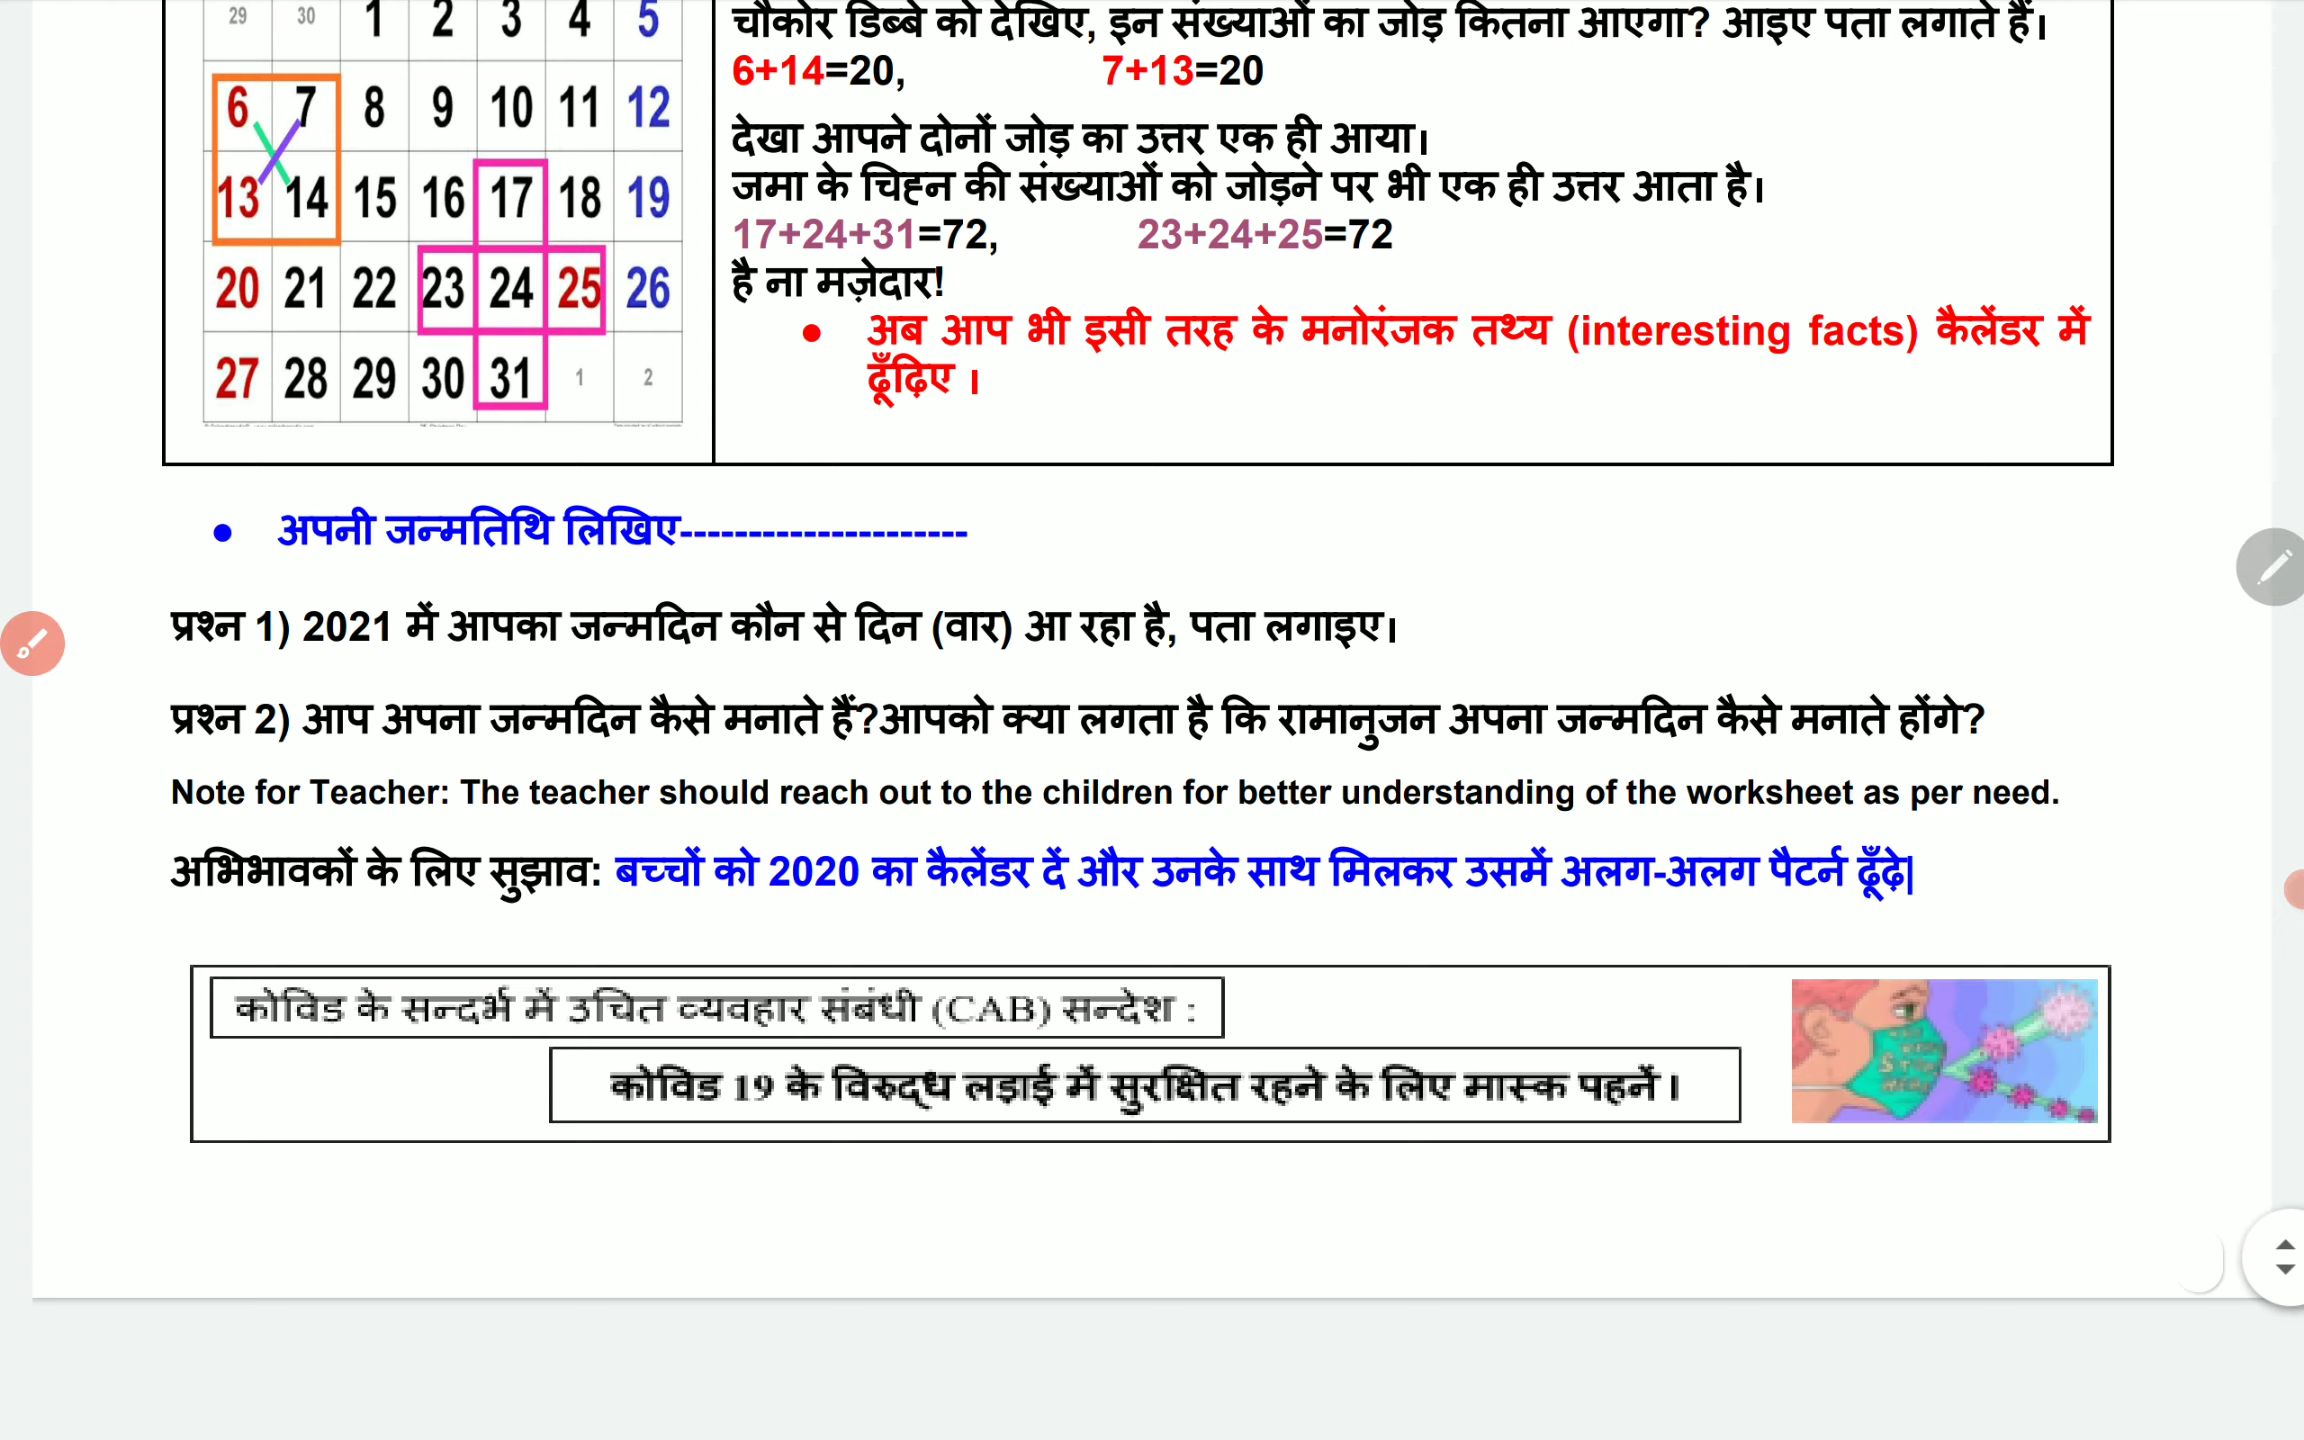 29 30 1 2 3 4 5
6 7 8 9 10 11 12
13 14 15 16 17 18 19
20 21 22 23 24 25 26
27 28 29 30 31 1 2
चौकोर डिब्बे को देखिए, इन संख्याओं का जोड़ कितना आएगा? आइए पता लगाते हैं।
6+14=20, 7+13=20
देखा आपने दोनों जोड़ का उत्तर एक ही आया।
जमा के चिह्न की संख्याओं को जोड़ने पर भी एक ही उत्तर आता है।
17+24+31=72, 23+24+25=72
है ना मज़ेदार!
● अब आप भी इसी तरह के मनोरंजक तथ्य (interesting facts) कैलेंडर में
ढूँढ़िए ।
● अपनी जन्मतिथि लिखिए---------------------
प्रश्न 1) 2021 में आपका जन्मदिन कौन से दिन (वार) आ रहा है, पता लगाइए।
प्रश्न 2) आप अपना जन्मदिन कैसे मनाते हैं?आपको क्या लगता है कि रामानुजन अपना जन्मदिन कैसे मनाते होंगे?
Note for Teacher: The teacher should reach out to the children for better understanding of the worksheet as per need.
अभिभावकों के लिए सुझाव: बच्चों को 2020 का कैलेंडर दें और उनके साथ मिलकर उसमें अलग-अलग पैटर्न ढूँढ़े|
कोविड के सन्दर्भ में उचित व्यवहार संबंधी (CAB) सन्देश :
कोविड 19 के विरुद्ध लड़ाई में सुरक्षित रहने के लिए मास्क पहनें।